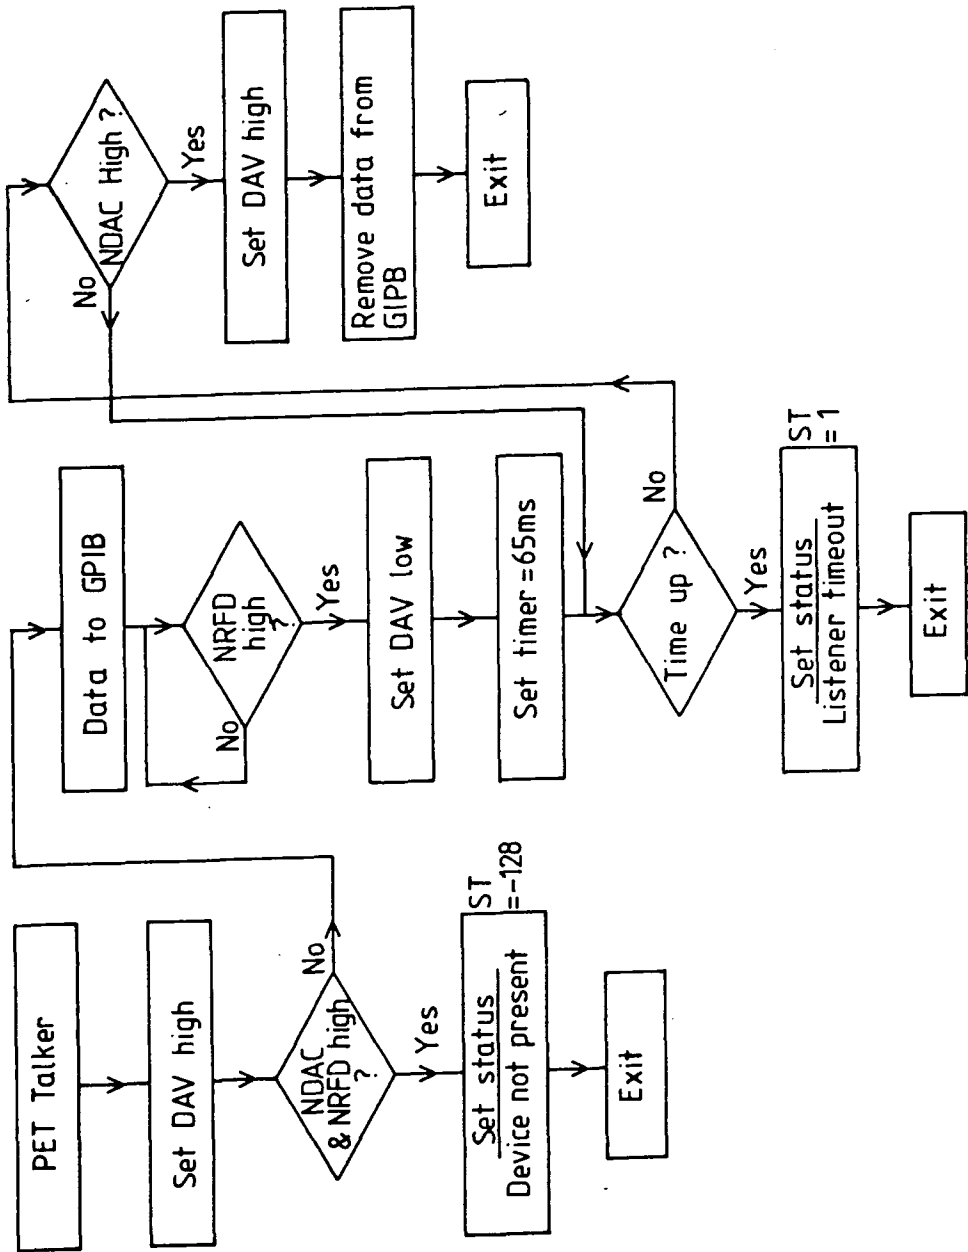 PET Talker
Set DAV high
NDAC
& NRFD high
?
No
Yes
Set status
Device not present
ST
=-128
Exit
Data to GPIB
NRFD
high
?
No
Yes
Set DAV low
Set timer=65ms
Time up ?
No
Yes
Set status
Listener timeout
ST
=1
Exit
NDAC High ?
No
Yes
Set DAV high
Remove data from
GIPB
Exit